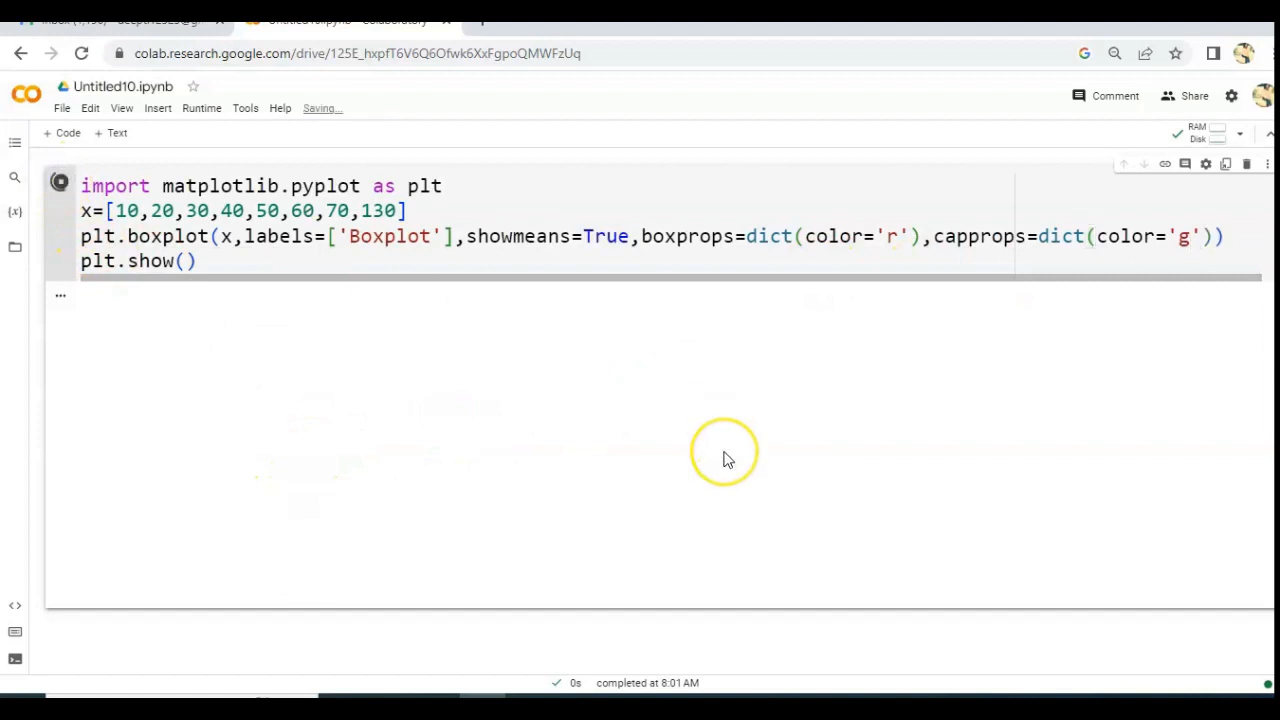 colab.research.google.com/drive/125E_hxpfT6V6Q6Ofwk6XxFgpoQMWFzUq
Untitled10.ipynb
File Edit View Insert Runtime Tools Help Saving...
Comment Share
+ Code + Text
RAM
Disk
import matplotlib.pyplot as plt
x=[10,20,30,40,50,60,70,130]
plt.boxplot(x,labels=['Boxplot'],showmeans=True,boxprops=dict(color='r'),capprops=dict(color='g'))
plt.show()
...
0s completed at 8:01 AM